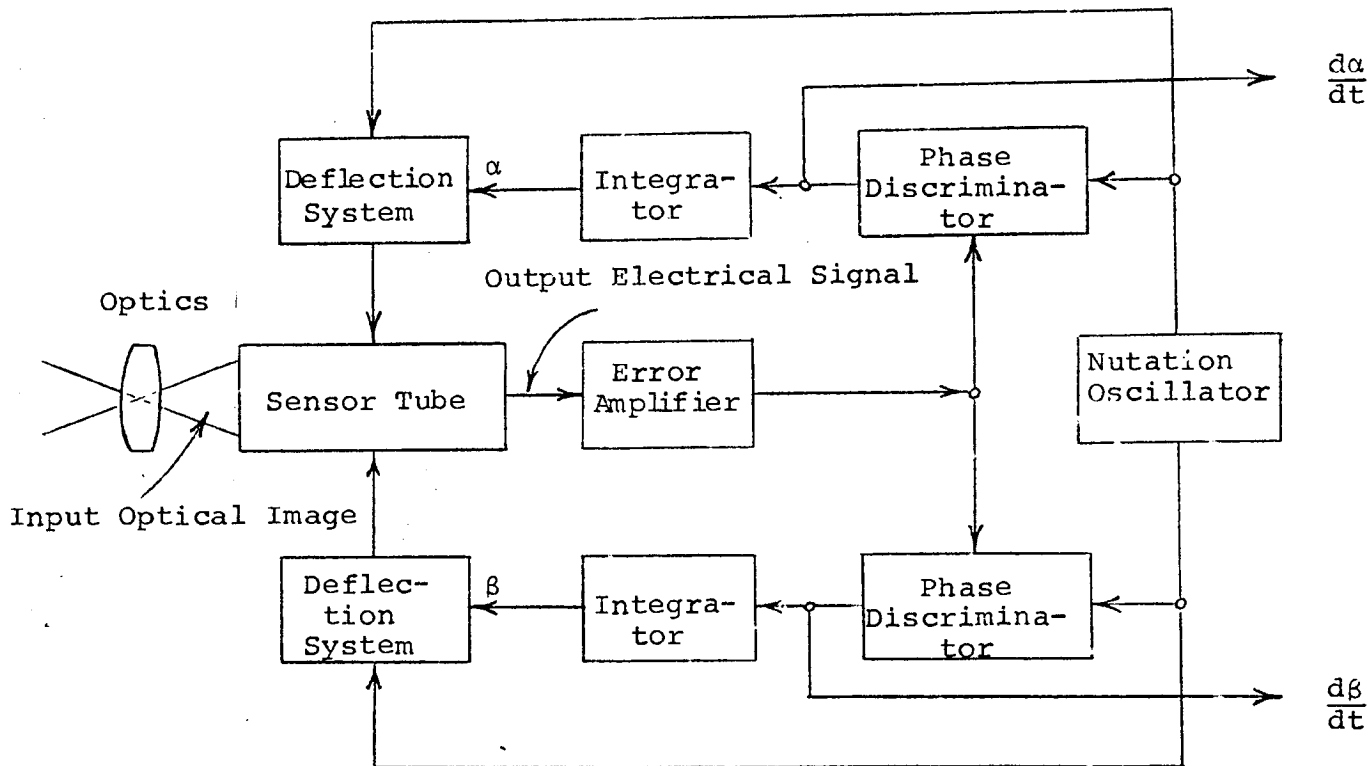 dα
dt
Deflection
System
α
Integra-
tor
Phase
Discrimina-
tor
Output Electrical Signal
Optics
Sensor Tube
Error
Amplifier
Nutation
Oscillator
Input Optical Image
Deflec-
tion
System
β
Integra-
tor
Phase
Discrimina-
tor
dβ
dt